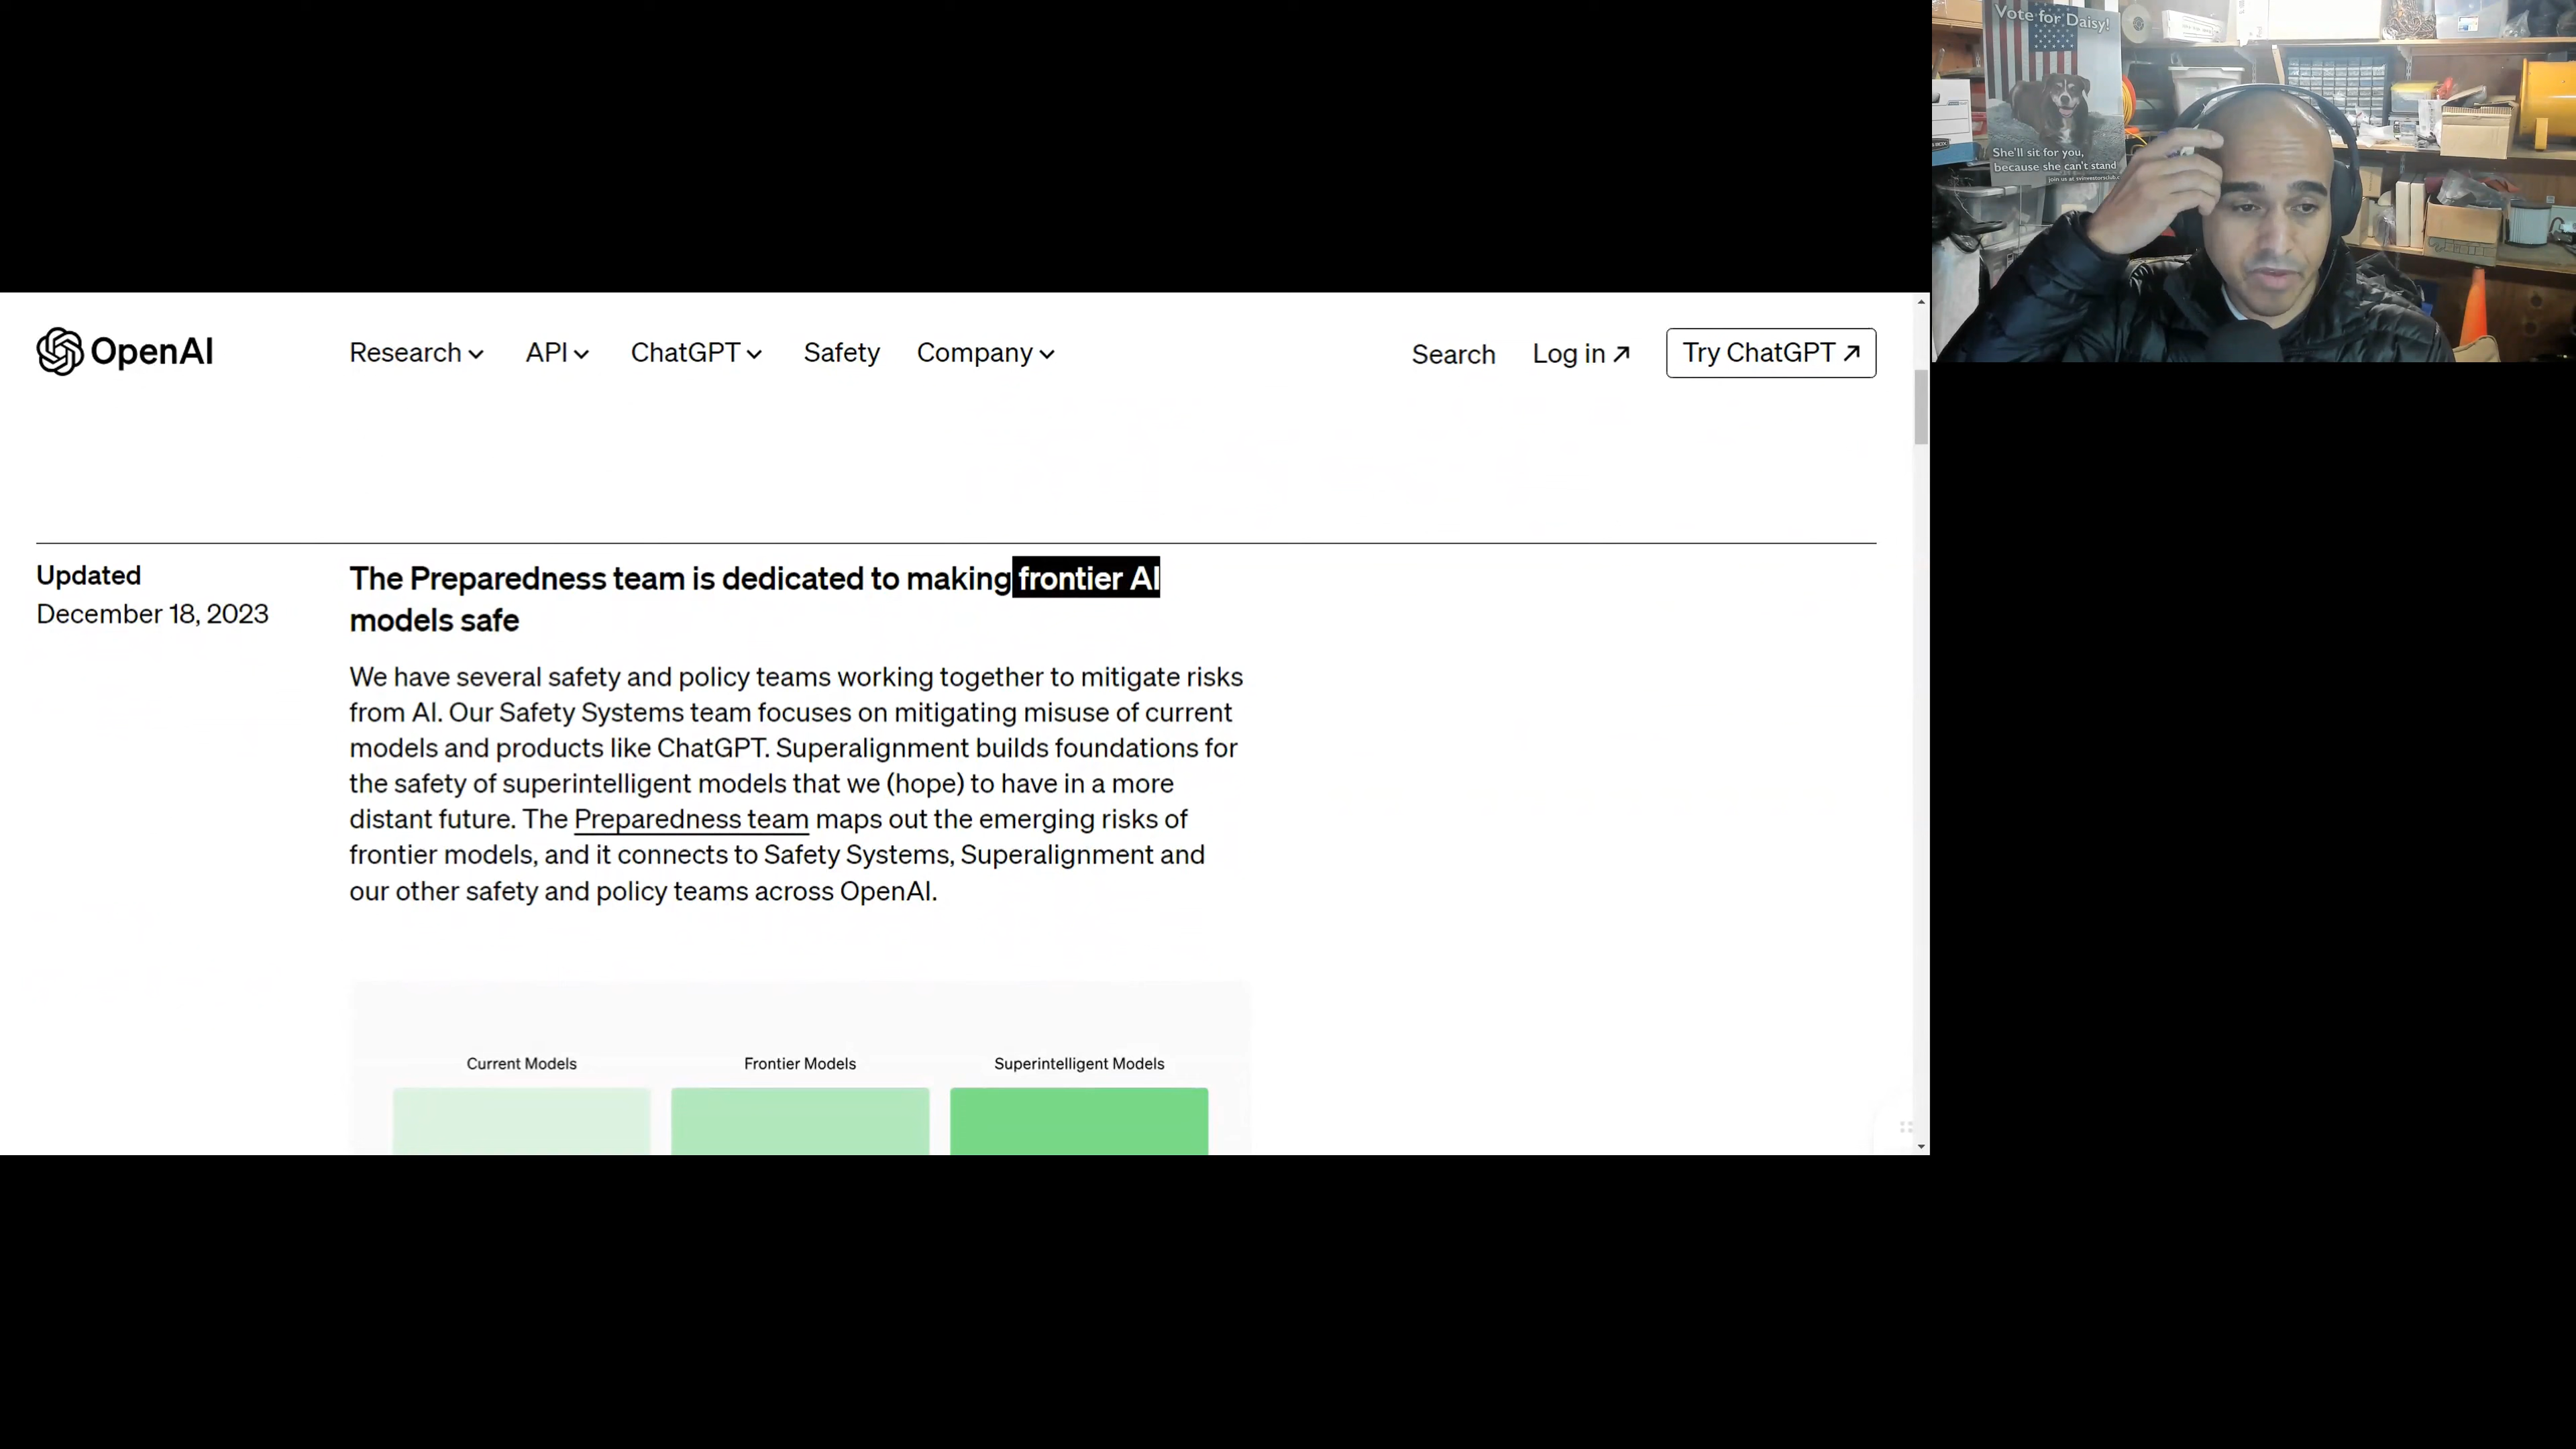 OpenAI
Research
API
ChatGPT
Safety
Company
Search
Log in ↗
Try ChatGPT ↗
Updated
December 18, 2023
The Preparedness team is dedicated to making frontier AI
models safe
We have several safety and policy teams working together to mitigate risks
from AI. Our Safety Systems team focuses on mitigating misuse of current
models and products like ChatGPT. Superalignment builds foundations for
the safety of superintelligent models that we (hope) to have in a more
distant future. The Preparedness team maps out the emerging risks of
frontier models, and it connects to Safety Systems, Superalignment and
our other safety and policy teams across OpenAI.
Current Models
Frontier Models
Superintelligent Models
Vote for Daisy!
She'll sit for you,
because she can't stand